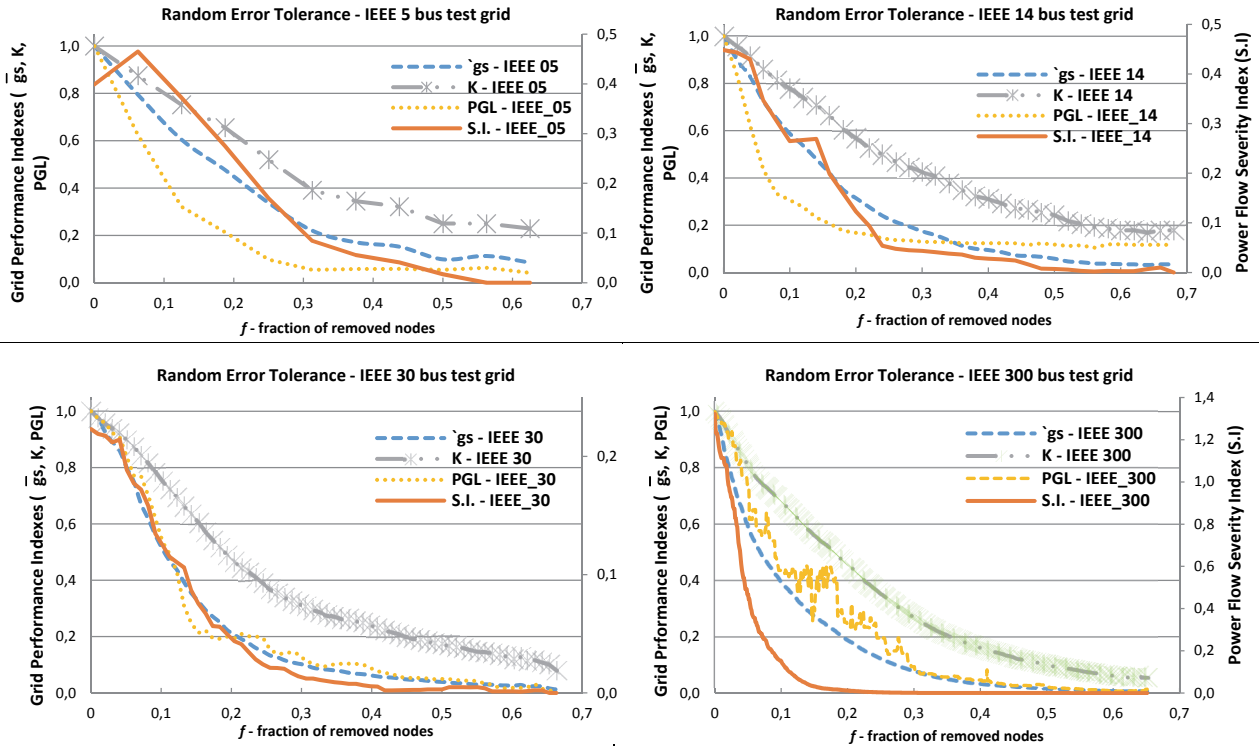 Random Error Tolerance - IEEE 5 bus test grid
Grid Performance Indexes ( g̅s, K, PGL)
1,0
0,8
0,6
0,4
0,2
0,0
0,5
0,4
0,3
0,2
0,1
0,0
`gs - IEEE 05
K - IEEE 05
PGL - IEEE_05
S.I. - IEEE_05
0 0,1 0,2 0,3 0,4 0,5 0,6 0,7
f - fraction of removed nodes
Random Error Tolerance - IEEE 14 bus test grid
Grid Performance Indexes ( g̅s, K, PGL)
1,0
0,8
0,6
0,4
0,2
0,0
0,5
0,4
0,3
0,2
0,1
0,0
Power Flow Severity Index (S.I)
`gs - IEEE 14
K - IEEE 14
PGL - IEEE_14
S.I. - IEEE_14
0 0,1 0,2 0,3 0,4 0,5 0,6 0,7
f - fraction of removed nodes
Random Error Tolerance - IEEE 30 bus test grid
Grid Performance Indexes ( g̅s, K, PGL)
1,0
0,8
0,6
0,4
0,2
0,0
0,2
0,1
0,0
`gs - IEEE 30
K - IEEE 30
PGL - IEEE_30
S.I. - IEEE_30
0 0,1 0,2 0,3 0,4 0,5 0,6 0,7
f - fraction of removed nodes
Random Error Tolerance - IEEE 300 bus test grid
Grid Performance Indexes ( g̅s, K, PGL)
1,0
0,8
0,6
0,4
0,2
0,0
1,4
1,2
1,0
0,8
0,6
0,4
0,2
0,0
Power Flow Severity Index (S.I)
`gs - IEEE 300
K - IEEE 300
PGL - IEEE_300
S.I. - IEEE_300
0 0,1 0,2 0,3 0,4 0,5 0,6 0,7
f - fraction of removed nodes